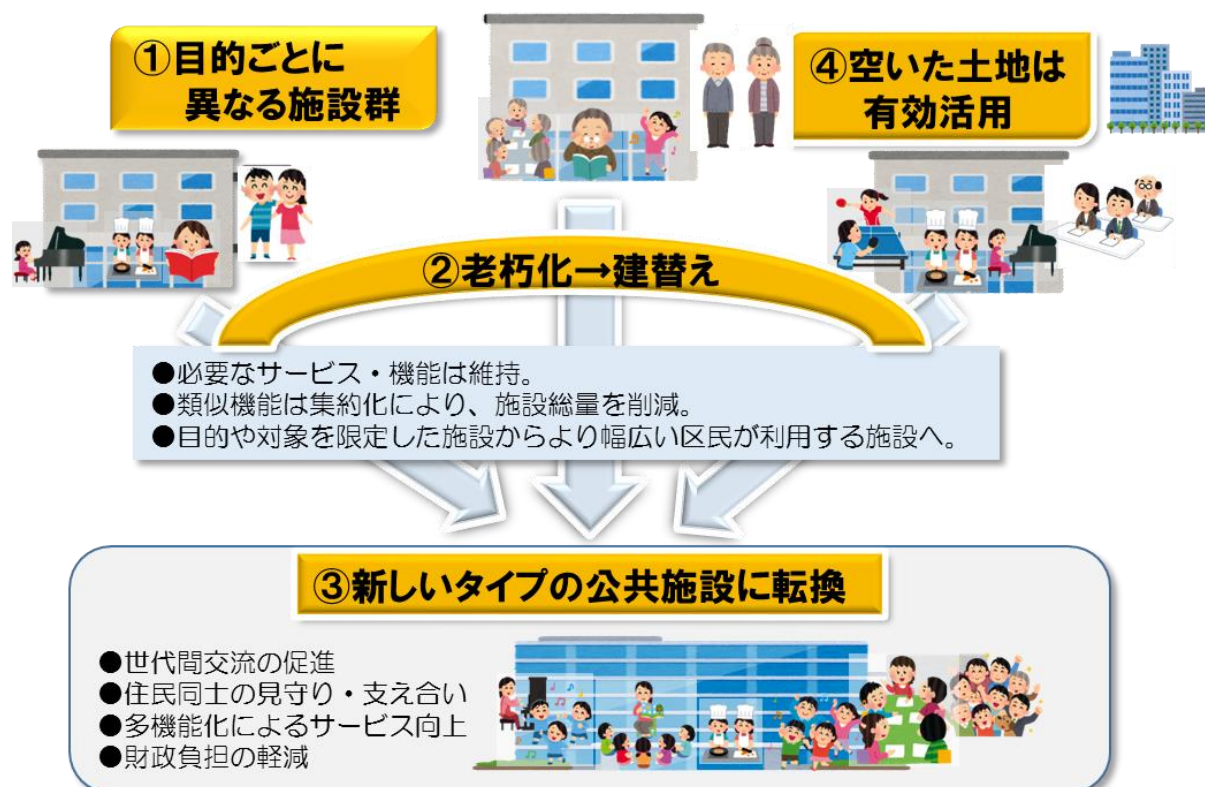 ①目的ごとに
異なる施設群
④空いた土地は
有効活用
②老朽化→建替え
●必要なサービス・機能は維持。
●類似機能は集約化により、施設総量を削減。
●目的や対象を限定した施設からより幅広い区民が利用する施設へ。
③新しいタイプの公共施設に転換
●世代間交流の促進
●住民同士の見守り・支え合い
●多機能化によるサービス向上
●財政負担の軽減